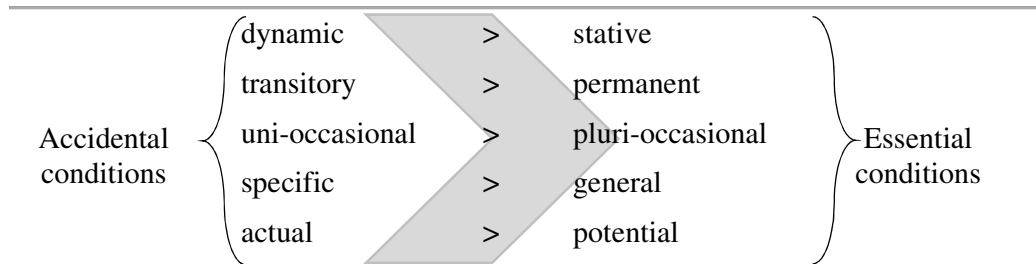 dynamic > stative
transitory > permanent
Accidental conditions
uni-occasional > pluri-occasional
Essential conditions
specific > general
actual > potential